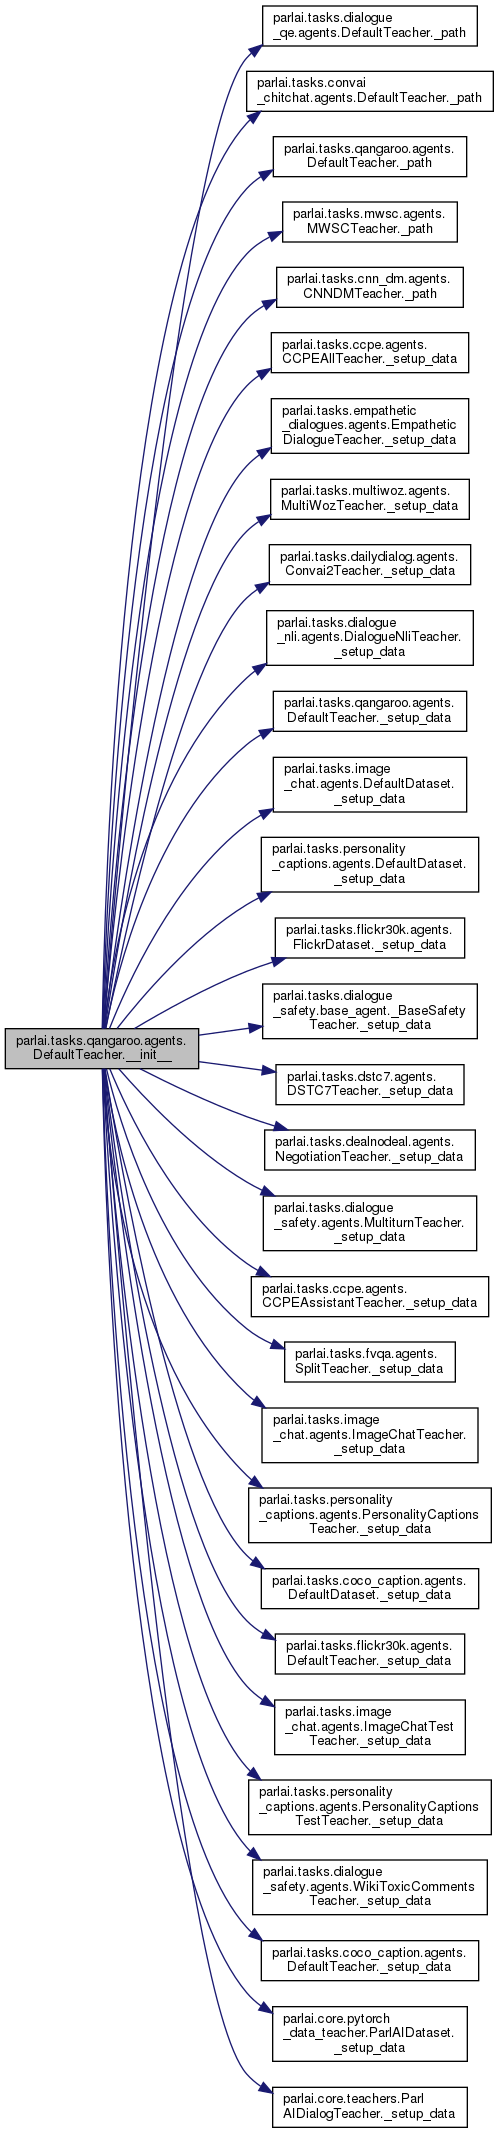 parlai.tasks.dialogue
_qe.agents.DefaultTeacher._path
parlai.tasks.convai
_chitchat.agents.DefaultTeacher._path
parlai.tasks.qangaroo.agents.
DefaultTeacher._path
parlai.tasks.mwsc.agents.
MWSCTeacher._path
parlai.tasks.cnn_dm.agents.
CNNDMTeacher._path
parlai.tasks.ccpe.agents.
CCPEAllTeacher._setup_data
parlai.tasks.empathetic
_dialogues.agents.Empathetic
DialogueTeacher._setup_data
parlai.tasks.multiwoz.agents.
MultiWozTeacher._setup_data
parlai.tasks.dailydialog.agents.
Convai2Teacher._setup_data
parlai.tasks.dialogue
_nli.agents.DialogueNliTeacher.
_setup_data
parlai.tasks.qangaroo.agents.
DefaultTeacher._setup_data
parlai.tasks.image
_chat.agents.DefaultDataset.
_setup_data
parlai.tasks.personality
_captions.agents.DefaultDataset.
_setup_data
parlai.tasks.flickr30k.agents.
FlickrDataset._setup_data
parlai.tasks.dialogue
_safety.base_agent._BaseSafety
Teacher._setup_data
parlai.tasks.qangaroo.agents.
DefaultTeacher.__init__
parlai.tasks.dstc7.agents.
DSTC7Teacher._setup_data
parlai.tasks.dealnodeal.agents.
NegotiationTeacher._setup_data
parlai.tasks.dialogue
_safety.agents.MultiturnTeacher.
_setup_data
parlai.tasks.ccpe.agents.
CCPEAssistantTeacher._setup_data
parlai.tasks.fvqa.agents.
SplitTeacher._setup_data
parlai.tasks.image
_chat.agents.ImageChatTeacher.
_setup_data
parlai.tasks.personality
_captions.agents.PersonalityCaptions
Teacher._setup_data
parlai.tasks.coco_caption.agents.
DefaultDataset._setup_data
parlai.tasks.flickr30k.agents.
DefaultTeacher._setup_data
parlai.tasks.image
_chat.agents.ImageChatTest
Teacher._setup_data
parlai.tasks.personality
_captions.agents.PersonalityCaptions
TestTeacher._setup_data
parlai.tasks.dialogue
_safety.agents.WikiToxicComments
Teacher._setup_data
parlai.tasks.coco_caption.agents.
DefaultTeacher._setup_data
parlai.core.pytorch
_data_teacher.ParlAIDataset.
_setup_data
parlai.core.teachers.Parl
AIDialogTeacher._setup_data